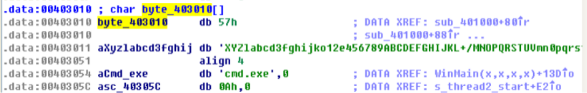 .data:00403010 ; char byte_403010[]
.data:00403010 byte_403010 db 57h ; DATA XREF: sub_401000+80↑r
.data:00403010 ; sub_401000+88↑r ...
.data:00403011 aXyzlabcd3fghij db 'XYZlabcd3fghijko12e456789ABCDEFGHIJKL+/MNOPQRSTUVmn0pqrs
.data:00403051 align 4
.data:00403054 aCmd_exe db 'cmd.exe',0 ; DATA XREF: WinMain(x,x,x,x)+13D↑o
.data:0040305C asc_40305C db 0Ah,0 ; DATA XREF: s_thread2_start+E2↑o